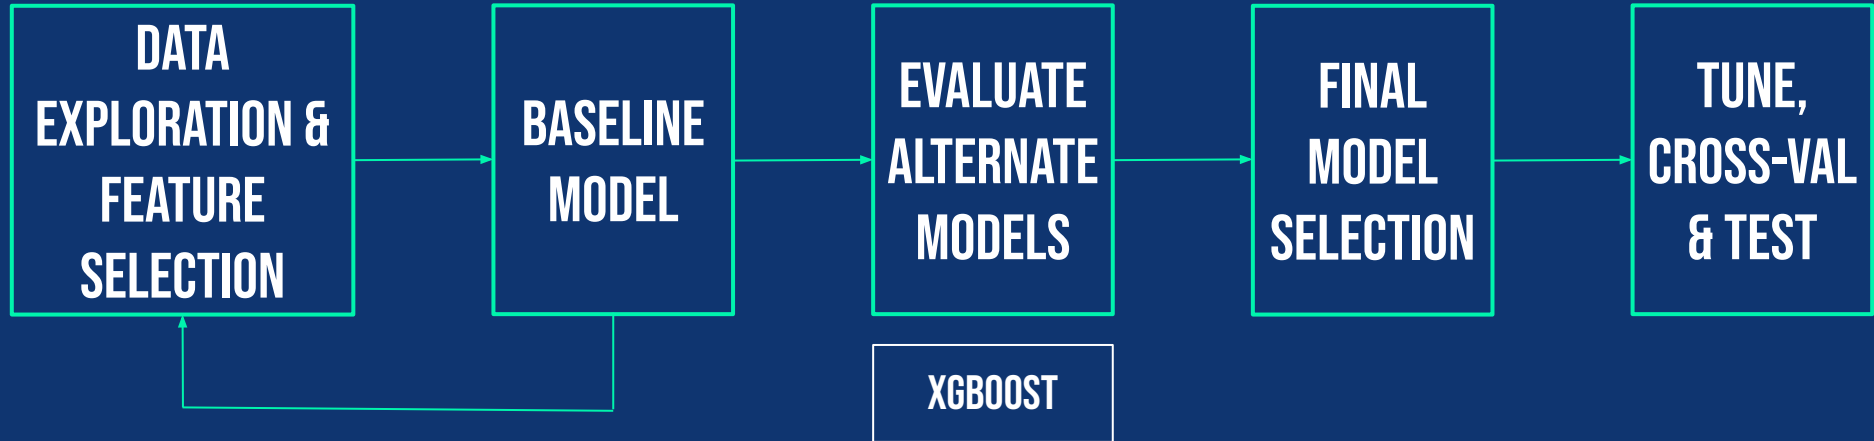 DATA
EXPLORATION &
FEATURE
SELECTION
BASELINE
MODEL
EVALUATE
ALTERNATE
MODELS
FINAL
MODEL
SELECTION
TUNE,
CROSS-VAL
& TEST
XGBOOST